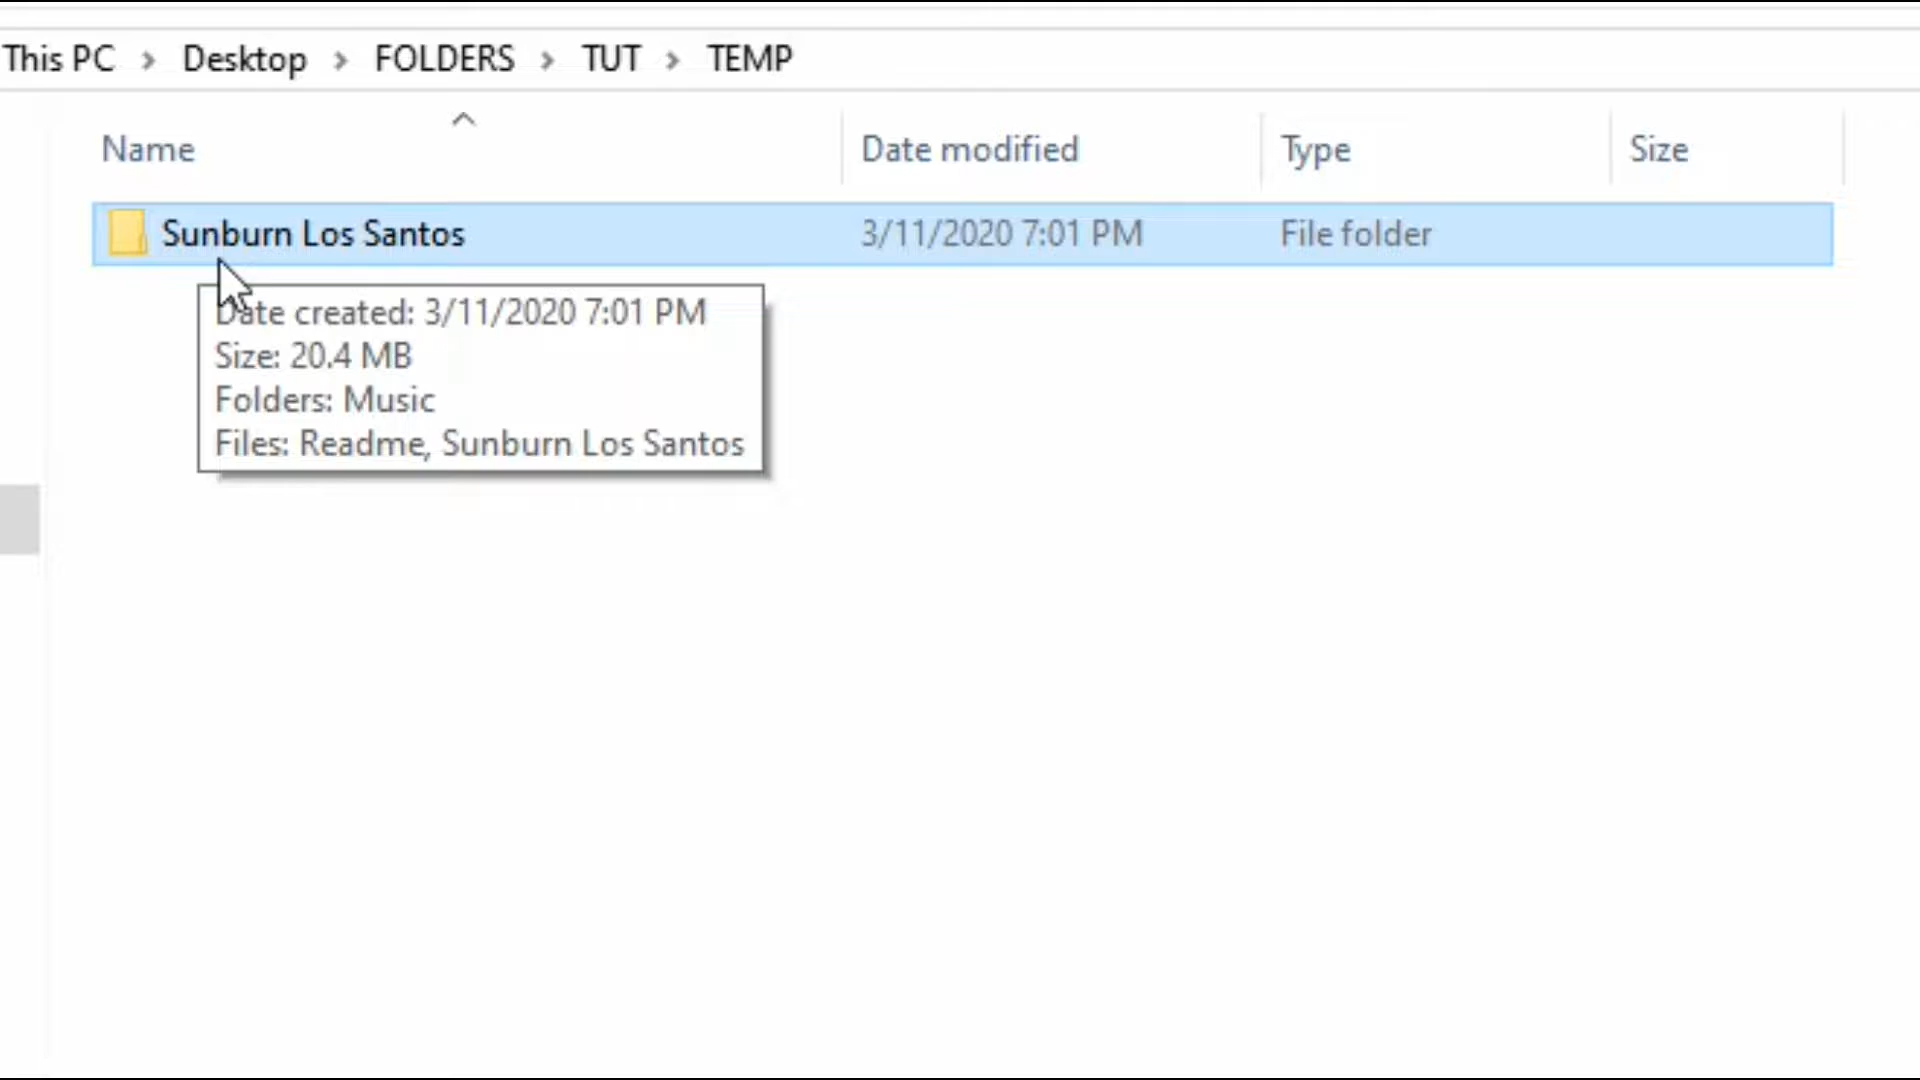 This PC > Desktop > FOLDERS > TUT > TEMP
Name Date modified Type Size
Sunburn Los Santos 3/11/2020 7:01 PM File folder
Date created: 3/11/2020 7:01 PM
Size: 20.4 MB
Folders: Music
Files: Readme, Sunburn Los Santos